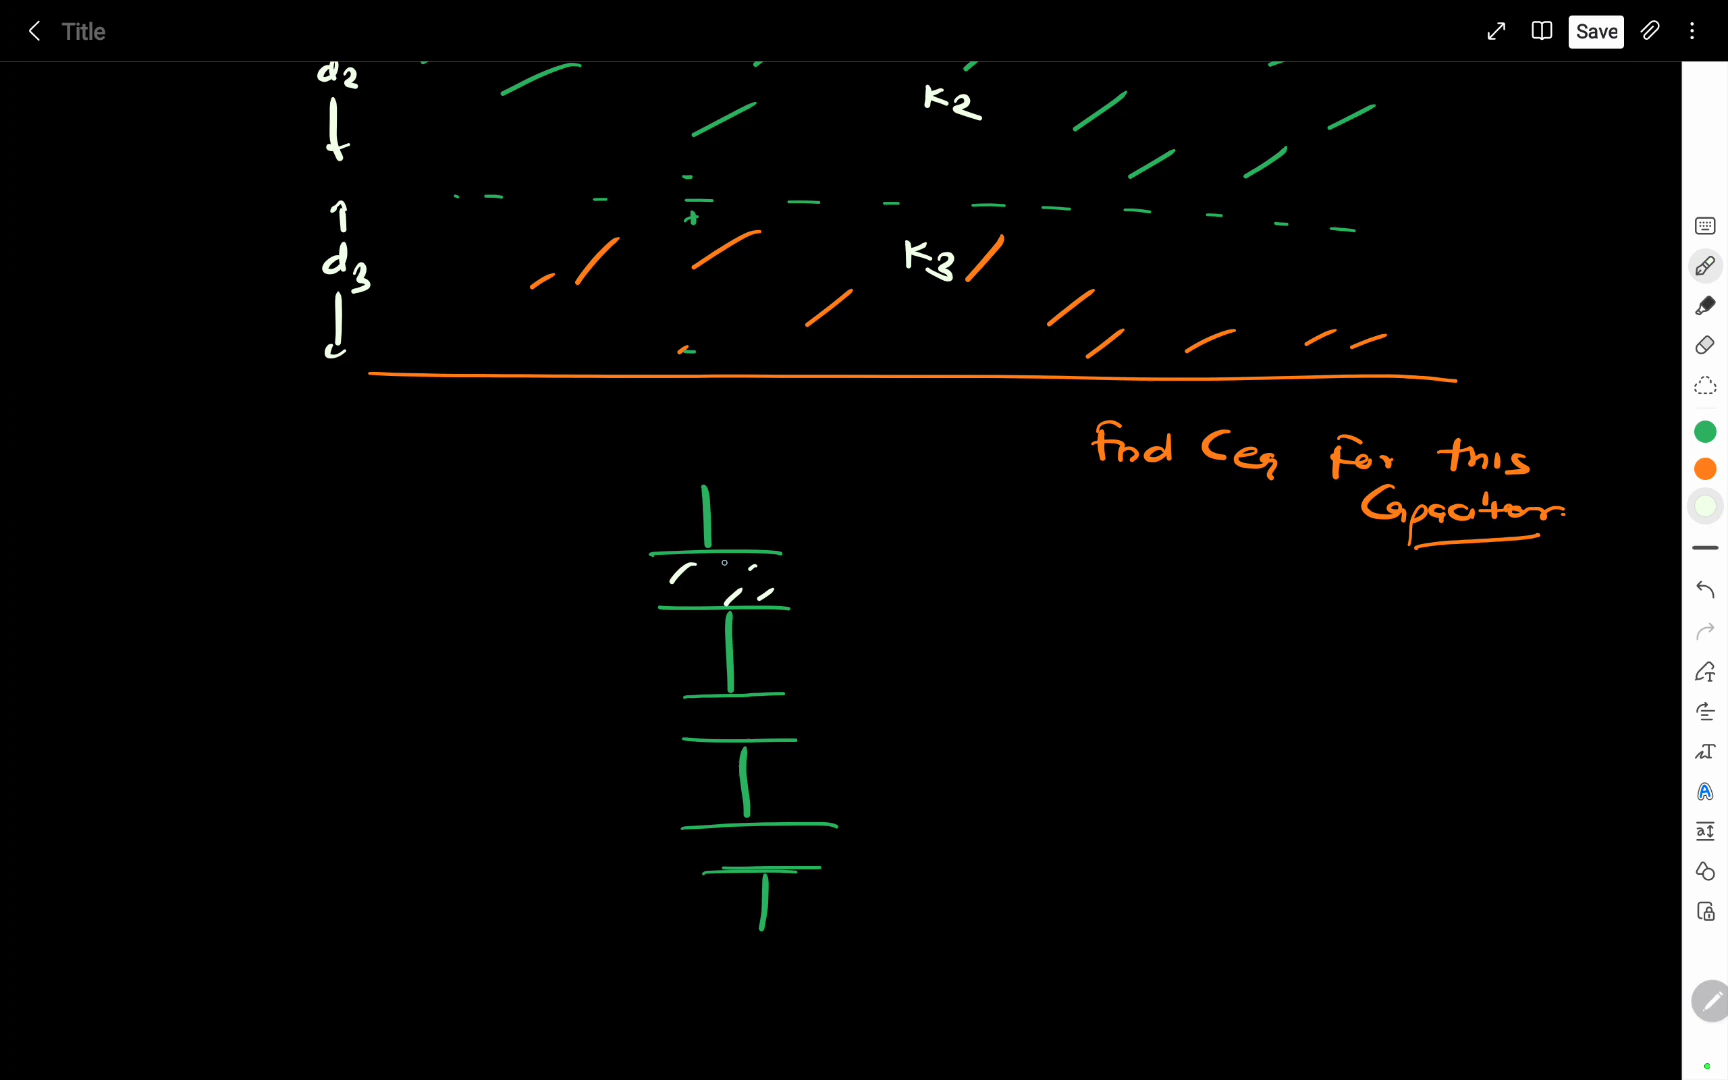 Title
Save
d2
K2
d3
K3
Find Ceq For this
Capacitor.